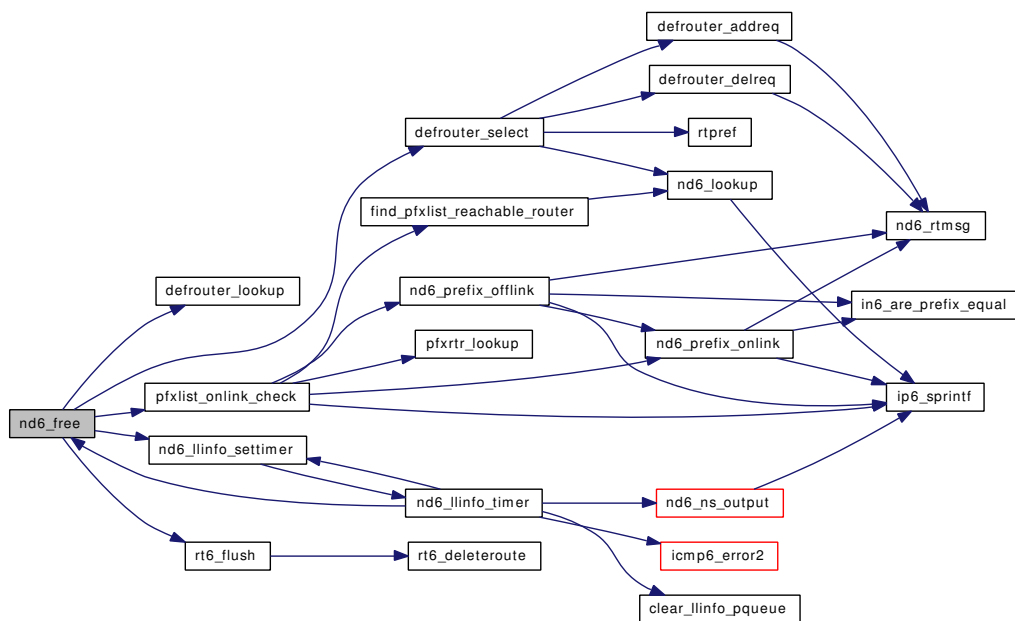 defrouter_addreq
defrouter_delreq
defrouter_select
rtpref
nd6_lookup
find_pfxlist_reachable_router
nd6_rtmsg
defrouter_lookup
nd6_prefix_offlink
in6_are_prefix_equal
pfxrtr_lookup
nd6_prefix_onlink
pfxlist_onlink_check
ip6_sprintf
nd6_free
nd6_llinfo_settimer
nd6_llinfo_timer
nd6_ns_output
rt6_flush
rt6_deleteroute
icmp6_error2
clear_llinfo_pqueue